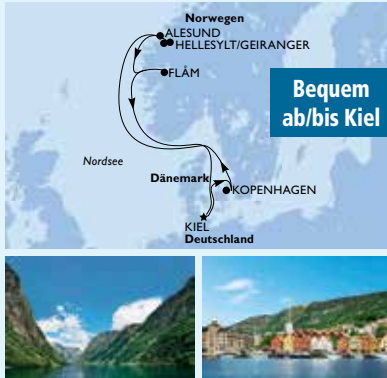 Norwegen
ALESUND
HELLESYLT/GEIRANGER
FLÅM
Bequem
ab/bis Kiel
Nordsee
Dänemark
KOPENHAGEN
KIEL
Deutschland